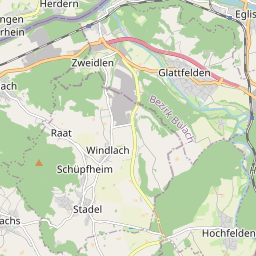 Herdern
ngen
rhein
Eglis
Zweidlen
Glattfelden
ach
Bezirk Bülach
Raat
Windlach
Schüpfheim
Stadel
achs
Hochfelden